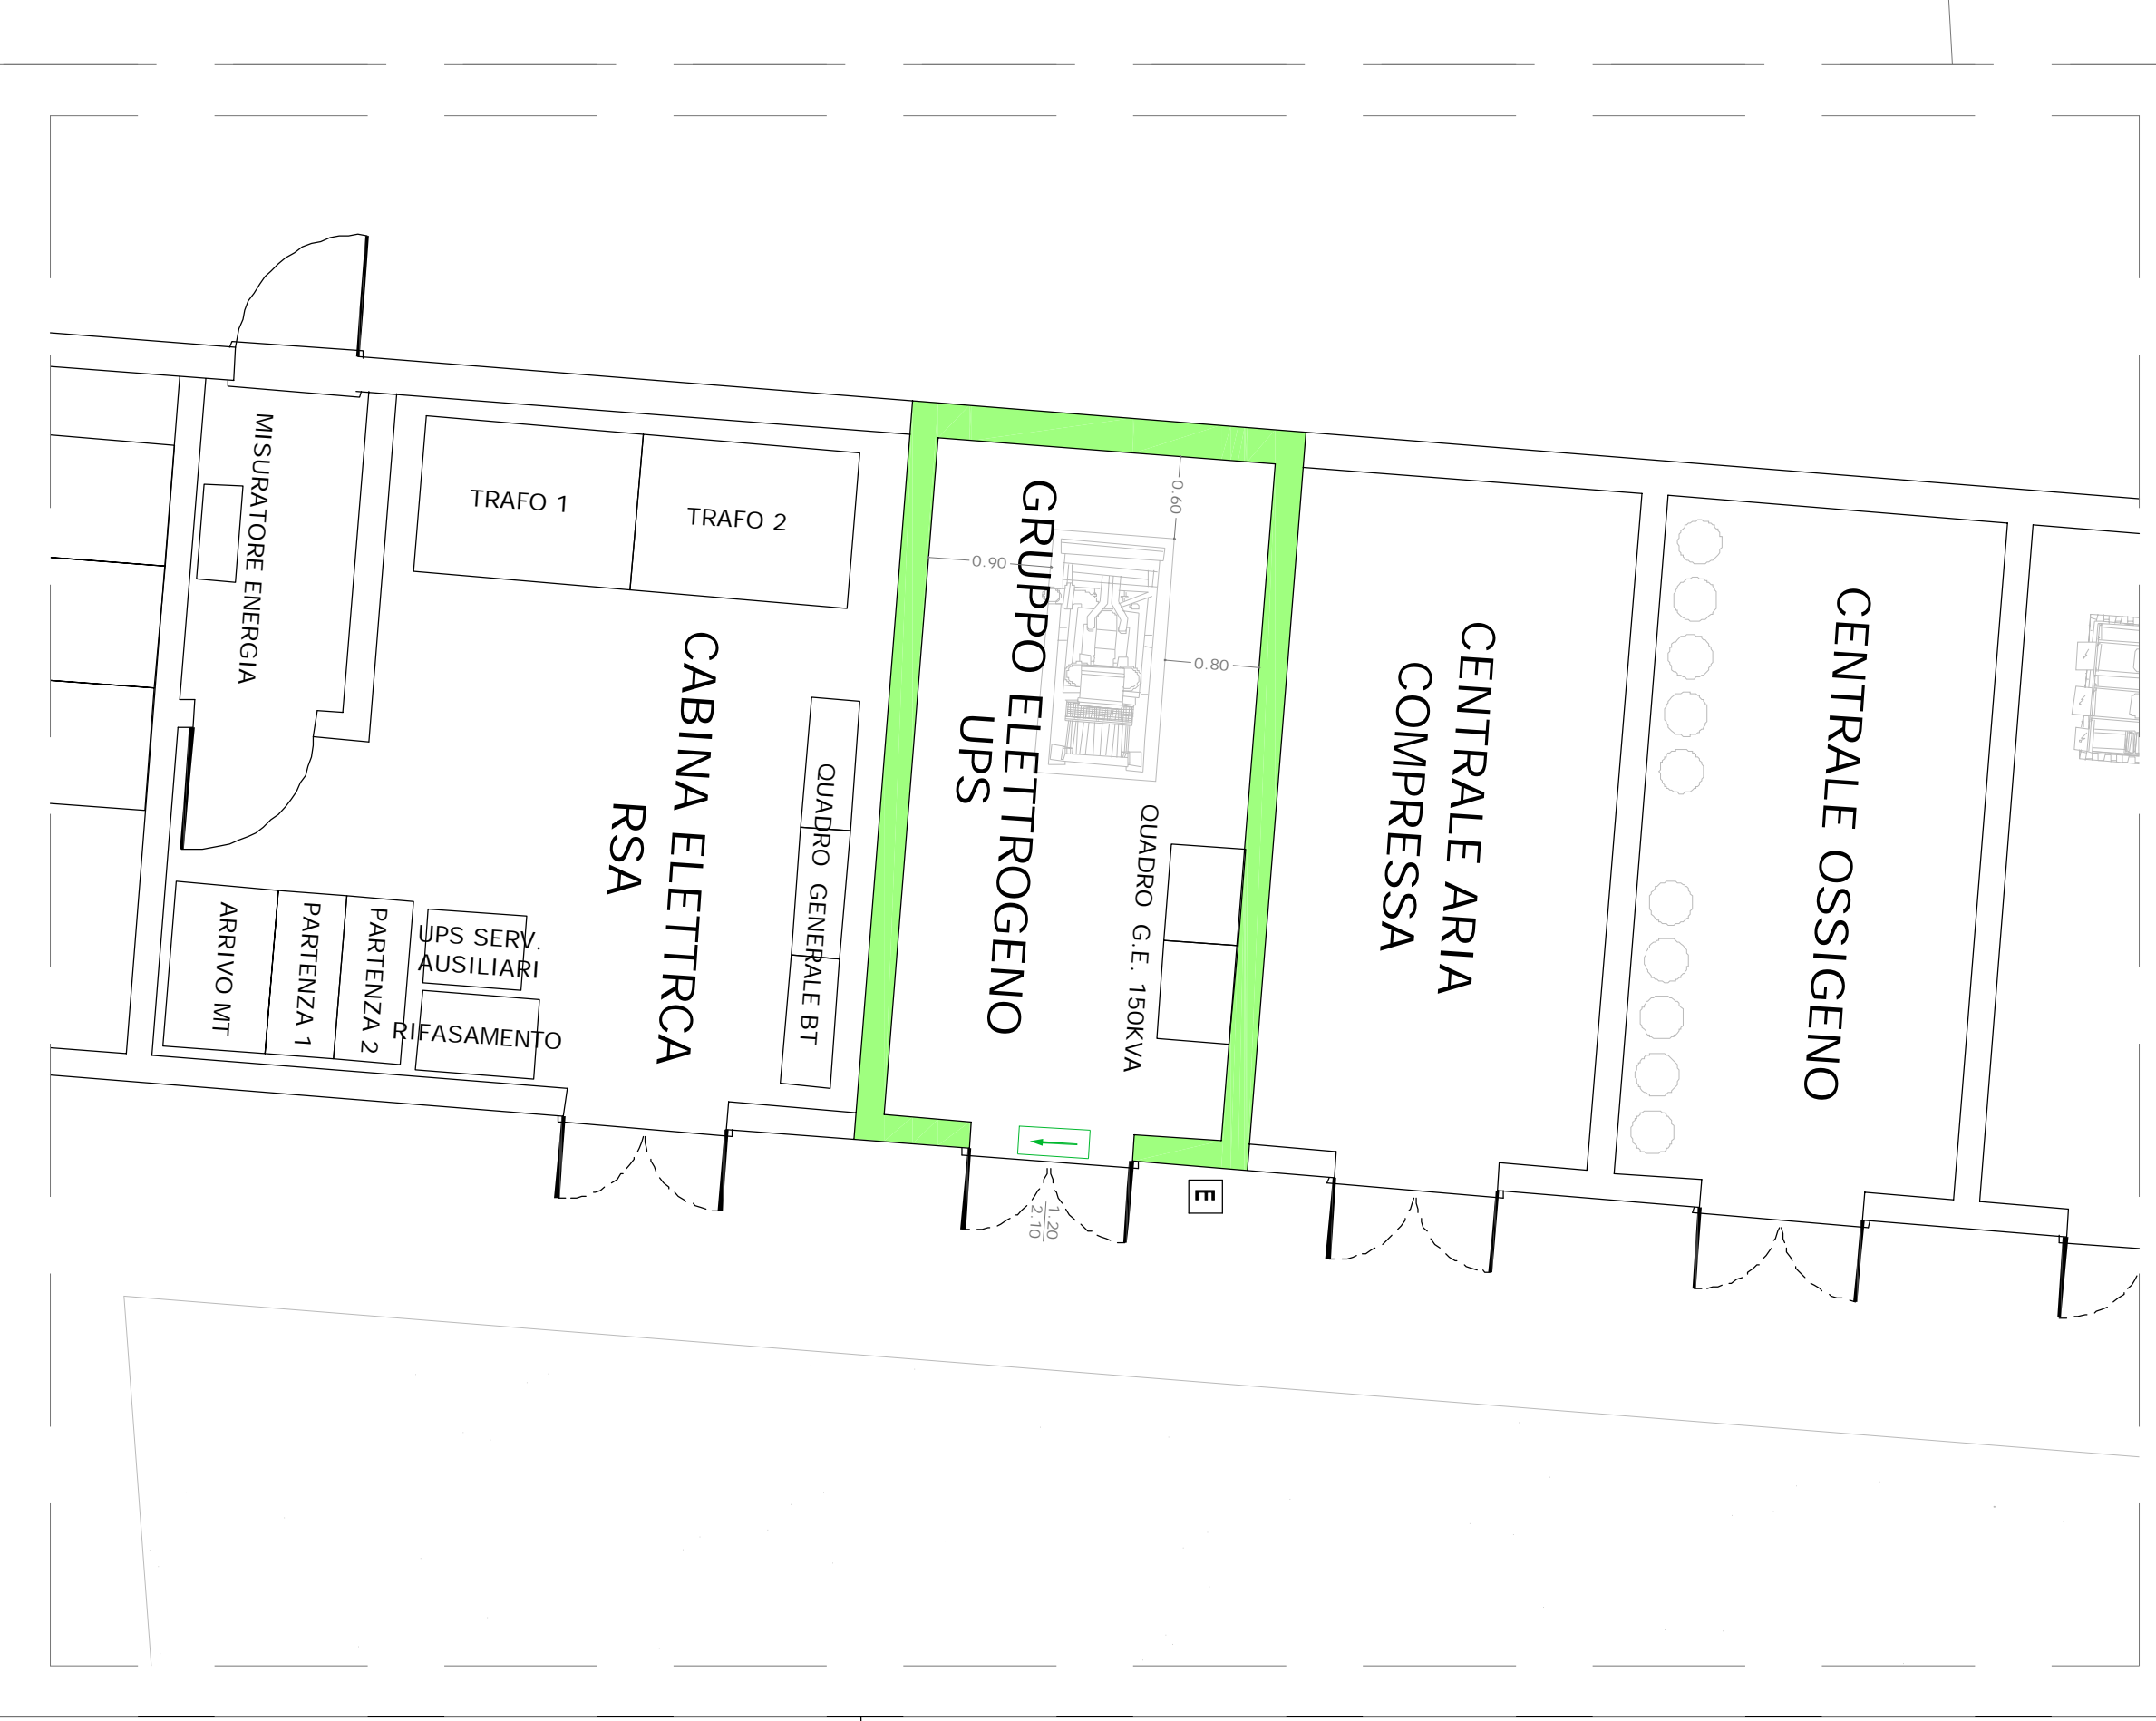 MISURATORE ENERGIA
TRAFO 1
TRAFO 2
CABINA ELETTRCA
RSA
QUADRO GENERALE BT
ARRIVO MT
PARTENZA 1
PARTENZA 2
UPS SERV.
AUSILIARI
RIFASAMENTO
GRUPPO ELETTROGENO
UPS
0.60
0.90
0.80
QUADRO G.E. 150KVA
1.20
2.10
E
CENTRALE ARIA
COMPRESSA
CENTRALE OSSIGENO